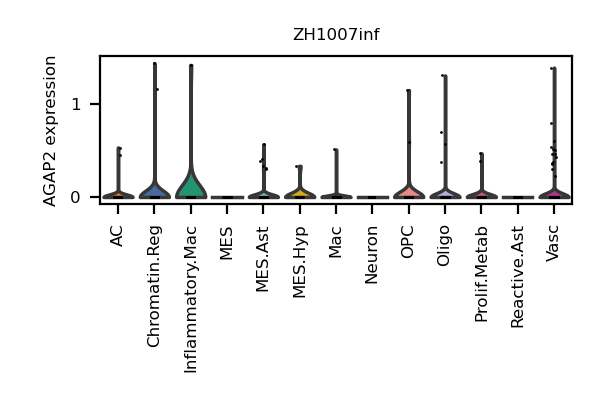 ZH1007inf
AGAP2 expression
1
0
AC
Chromatin.Reg
Inflammatory.Mac
MES
MES.Ast
MES.Hyp
Mac
Neuron
OPC
Oligo
Prolif.Metab
Reactive.Ast
Vasc